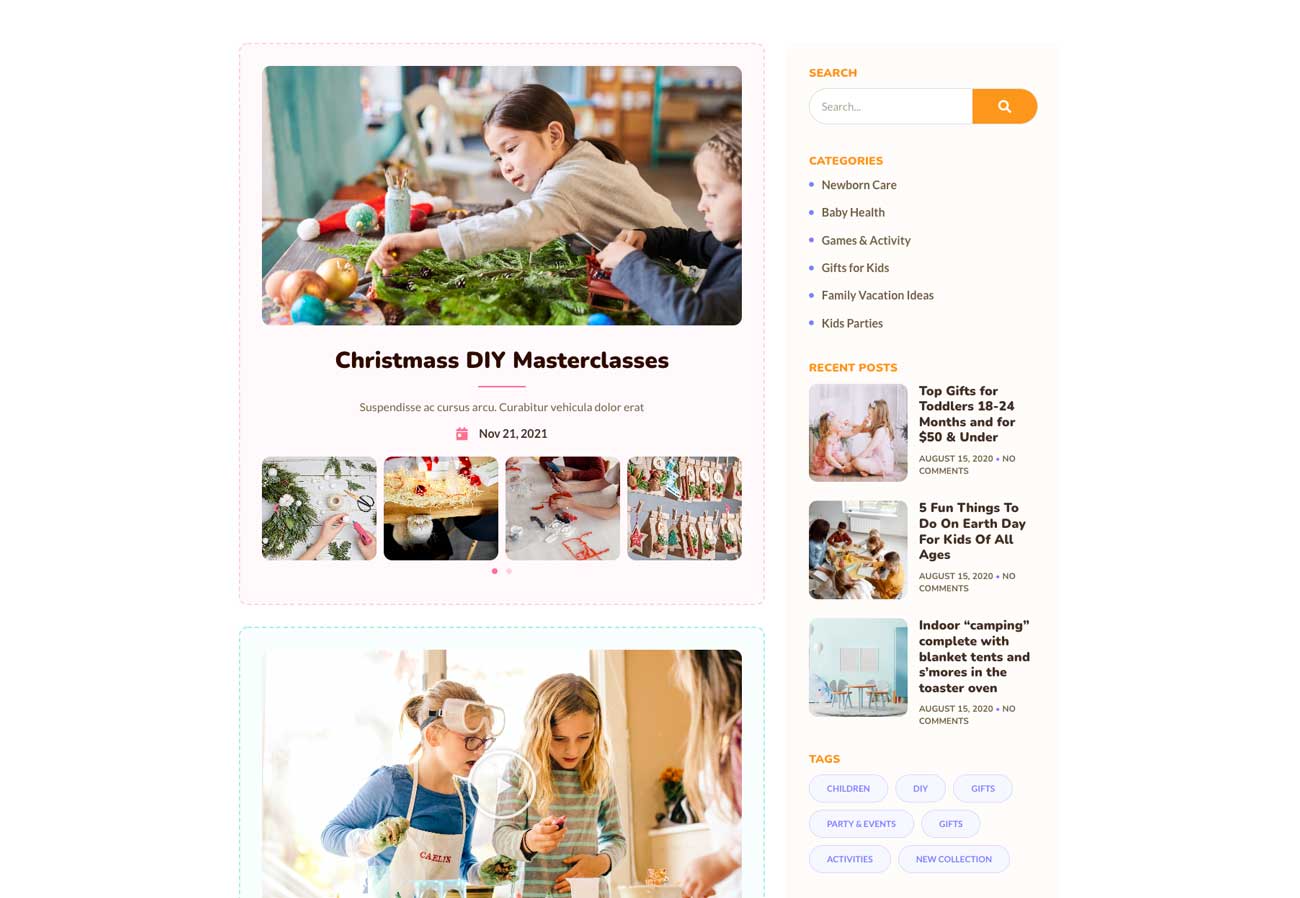 Christmass DIY Masterclasses
Suspendisse ac cursus arcu. Curabitur vehicula dolor erat
Nov 21, 2021
CAELIN
SEARCH
Search...
CATEGORIES
Newborn Care
Baby Health
Games & Activity
Gifts for Kids
Family Vacation Ideas
Kids Parties
RECENT POSTS
Top Gifts for
Toddlers 18-24
Months and for
$50 & Under
AUGUST 15, 2020 • NO
COMMENTS
5 Fun Things To
Do On Earth Day
For Kids Of All
Ages
AUGUST 15, 2020 • NO
COMMENTS
Indoor “camping”
complete with
blanket tents and
s’mores in the
toaster oven
AUGUST 15, 2020 • NO
COMMENTS
TAGS
CHILDREN DIY GIFTS
PARTY & EVENTS GIFTS
ACTIVITIES NEW COLLECTION